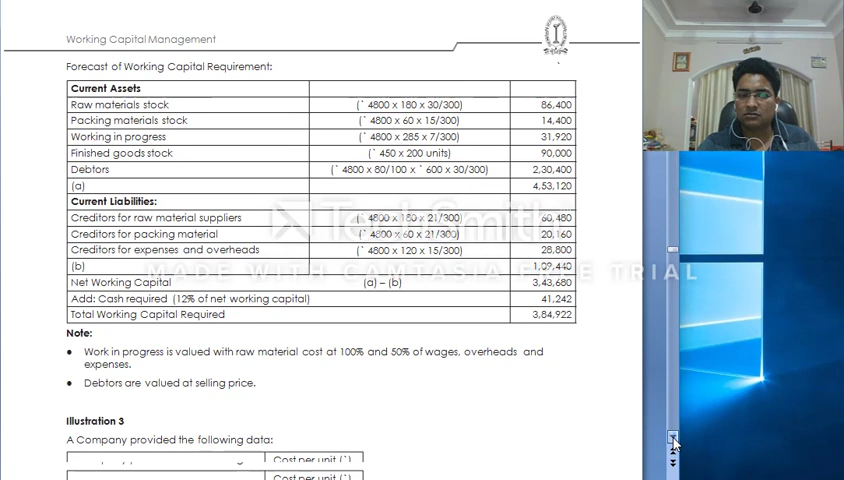 Working Capital Management
Forecast of Working Capital Requirement:
Current Assets
Raw materials stock (` 4800 x 180 x 30/300) 86,400
Packing materials stock (` 4800 x 60 x 15/300) 14,400
Working in progress (` 4800 x 285 x 7/300) 31,920
Finished goods stock (` 450 x 200 units) 90,000
Debtors (` 4800 x 80/100 x ` 600 x 30/300) 2,30,400
(a) 4,53,120
Current Liabilities:
Creditors for raw material suppliers (` 4800 x 180 x 21/300) 60,480
Creditors for packing material (` 4800 x 60 x 21/300) 20,160
Creditors for expenses and overheads (` 4800 x 120 x 15/300) 28,800
(b) 1,09,440
Net Working Capital (a) – (b) 3,43,680
Add: Cash required (12% of net working capital) 41,242
Total Working Capital Required 3,84,922
TechSmith
MADE WITH CAMTASIA FREE TRIAL
Note:
● Work in progress is valued with raw material cost at 100% and 50% of wages, overheads and
expenses.
● Debtors are valued at selling price.
Illustration 3
A Company provided the following data:
Cost per unit (`)
Cost per unit (`)